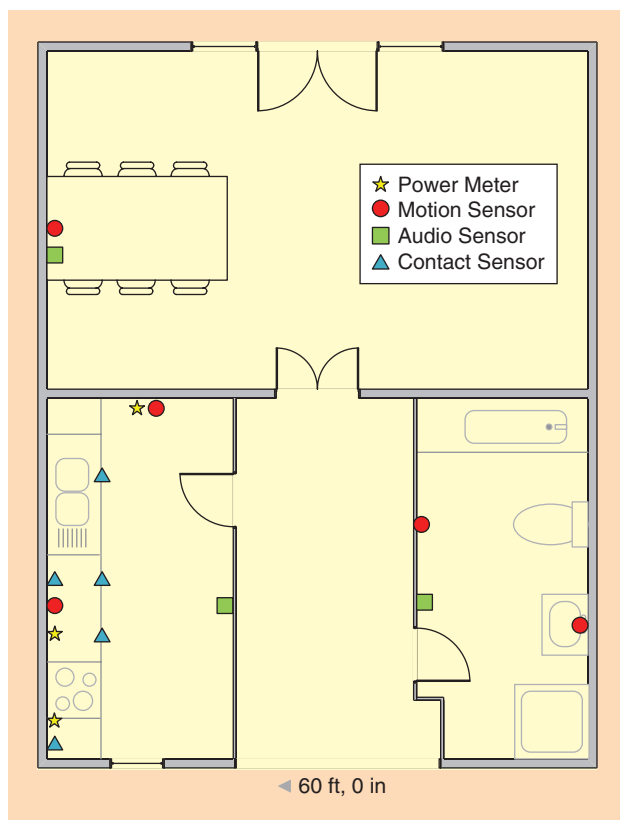 Power Meter
Motion Sensor
Audio Sensor
Contact Sensor
60 ft, 0 in